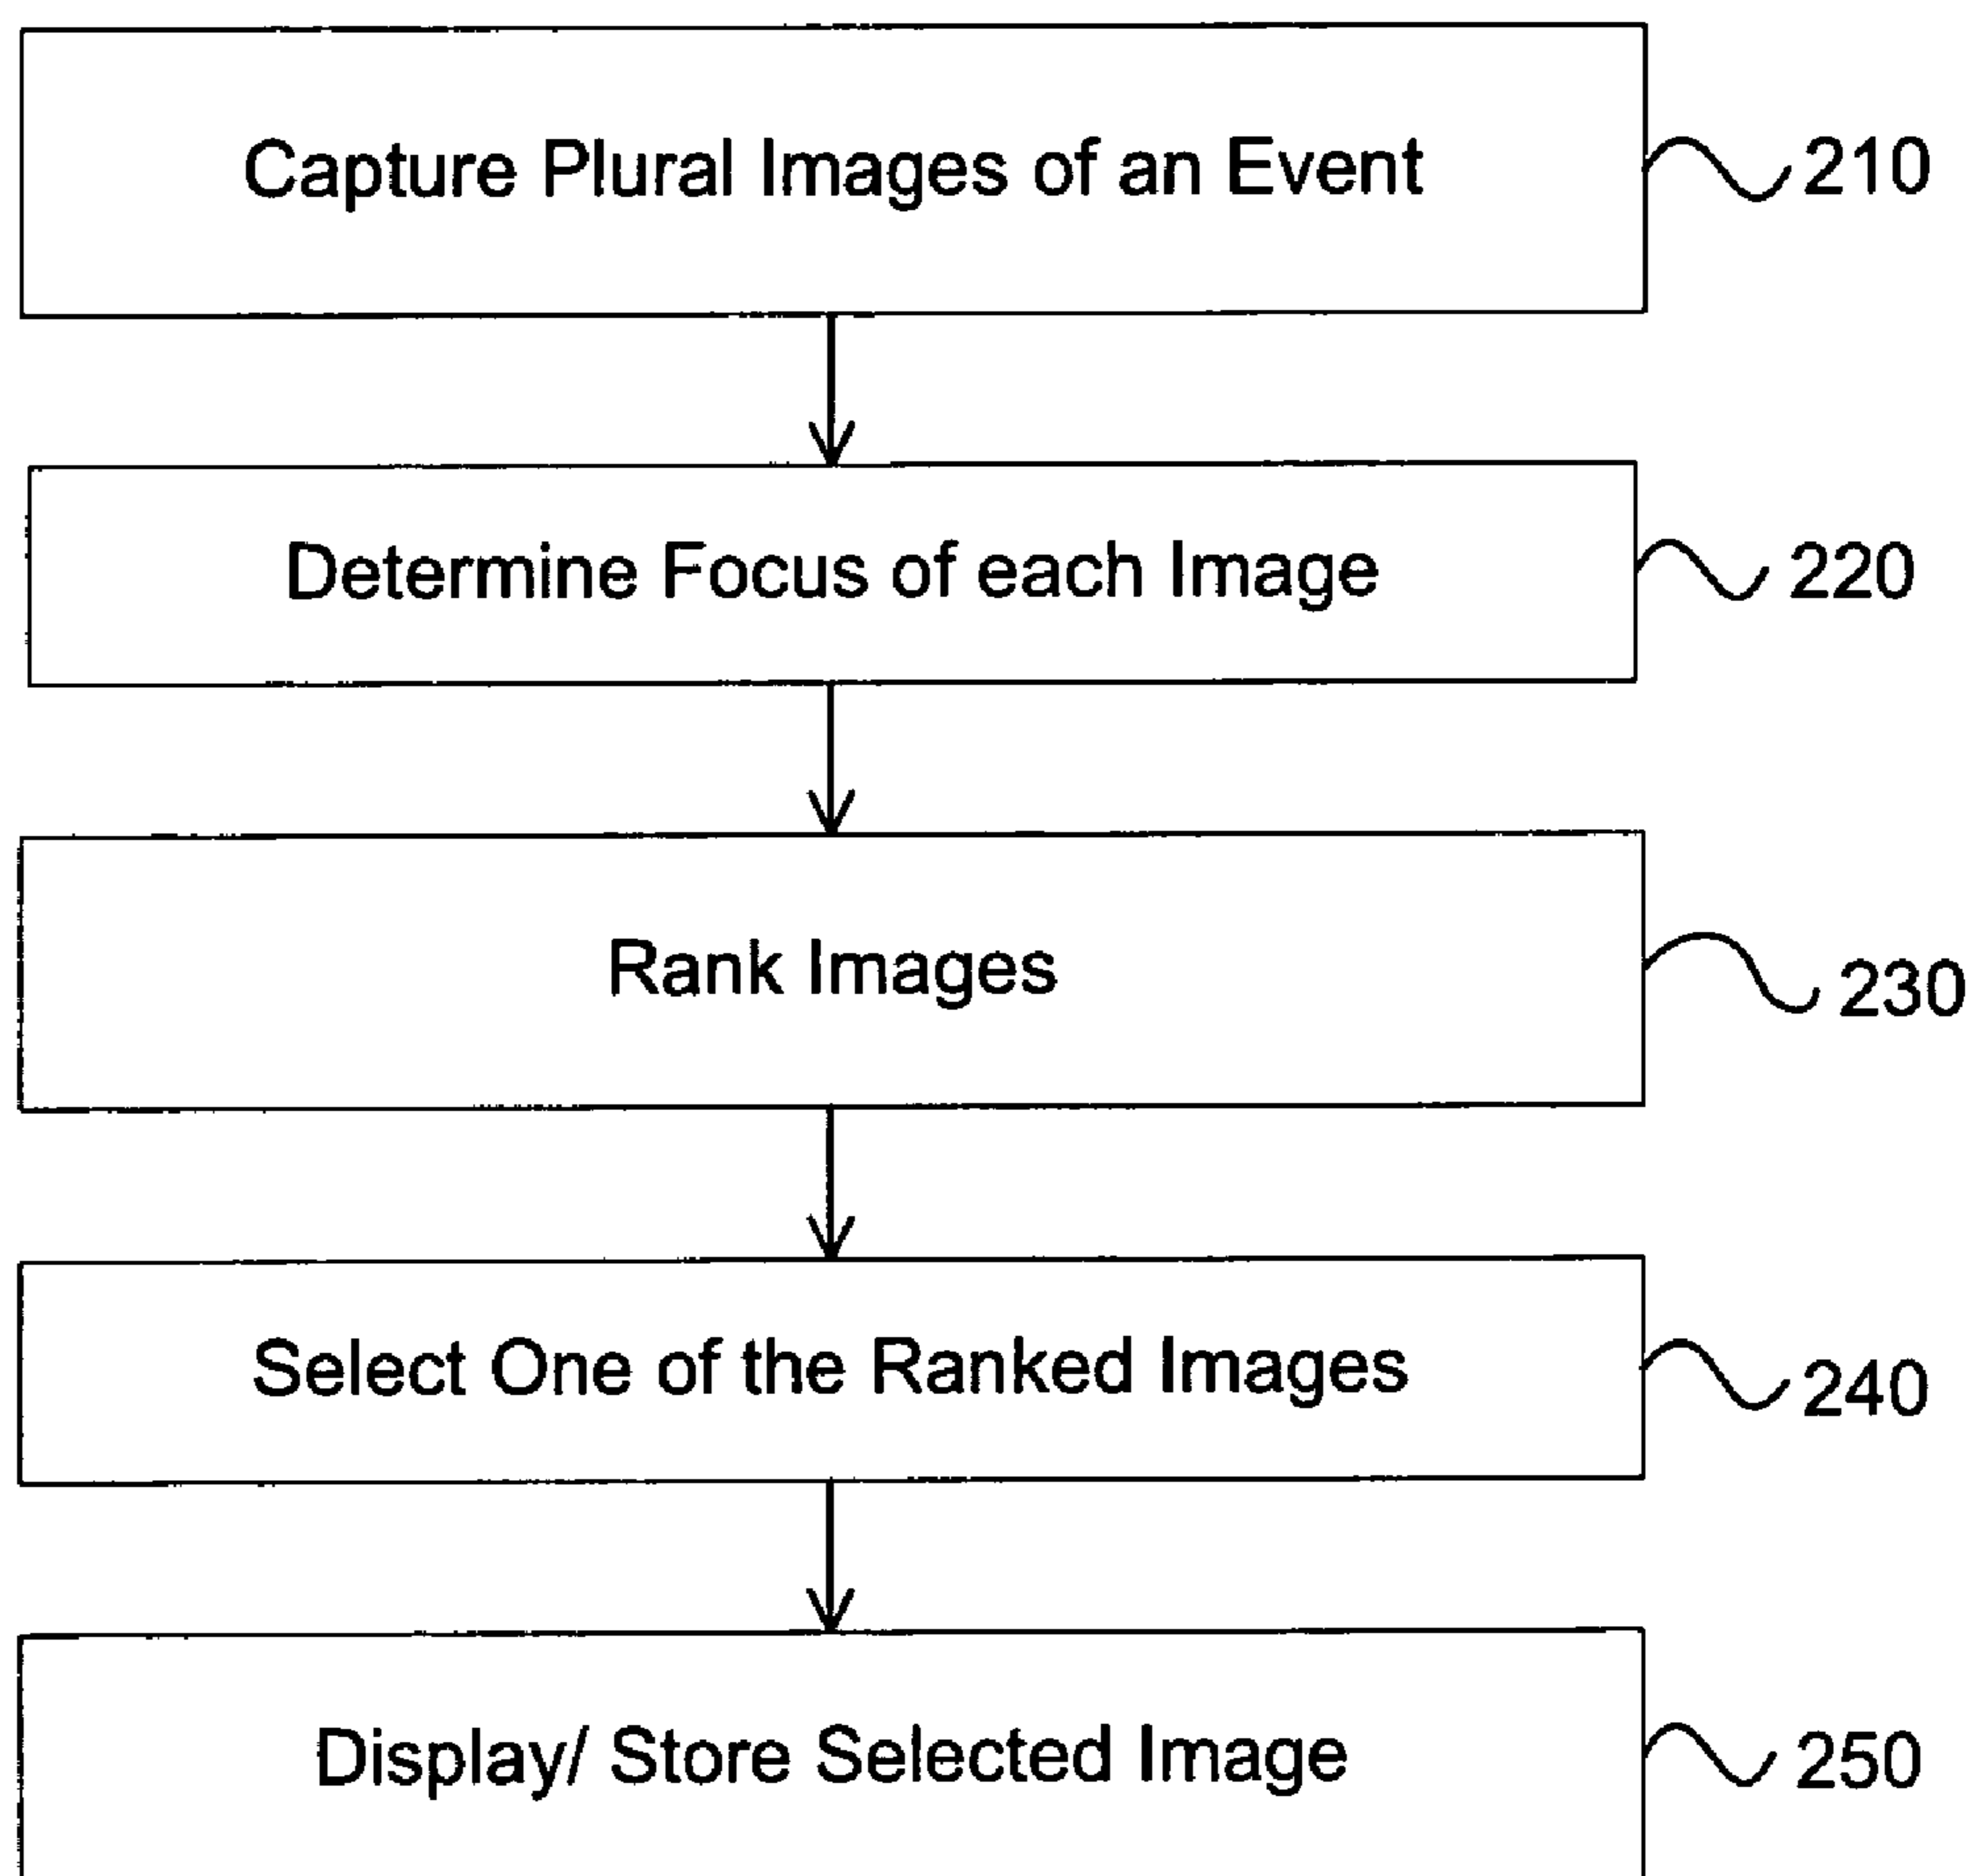 Capture Plural Images of an Event 210
Determine Focus of each Image 220
Rank Images 230
Select One of the Ranked Images 240
Display/ Store Selected Image 250